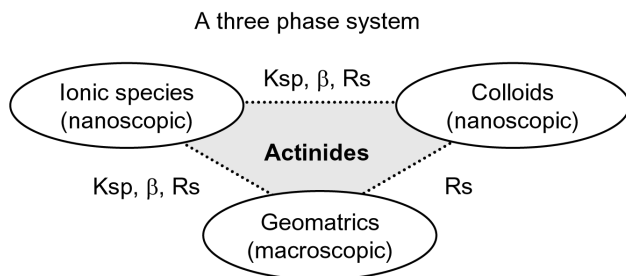 A three phase system
Ksp, β, Rs
Ionic species
(nanoscopic)
Colloids
(nanoscopic)
Actinides
Ksp, β, Rs
Rs
Geomatrics
(macroscopic)